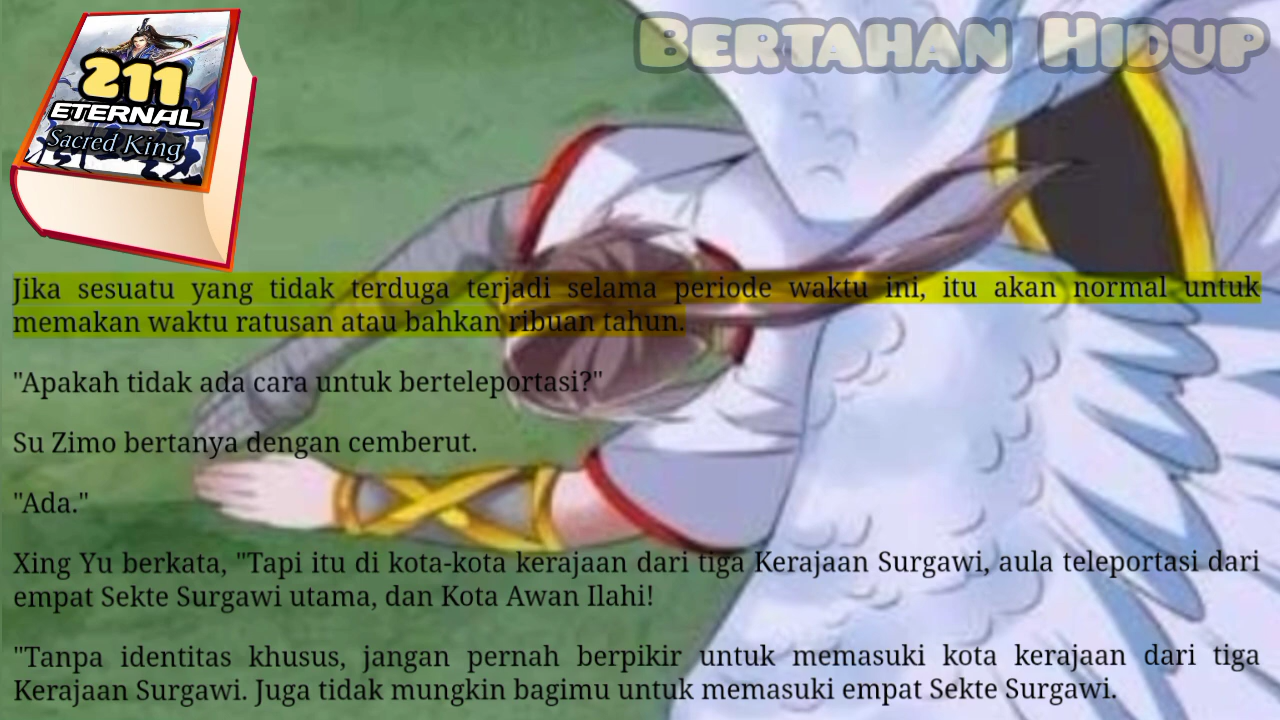 Bertahan Hidup
211
ETERNAL
Sacred King
Jika sesuatu yang tidak terduga terjadi selama periode waktu ini, itu akan normal untuk
memakan waktu ratusan atau bahkan ribuan tahun.
"Apakah tidak ada cara untuk berteleportasi?"
Su Zimo bertanya dengan cemberut.
"Ada."
Xing Yu berkata, "Tapi itu di kota-kota kerajaan dari tiga Kerajaan Surgawi, aula teleportasi dari
empat Sekte Surgawi utama, dan Kota Awan Ilahi!
"Tanpa identitas khusus, jangan pernah berpikir untuk memasuki kota kerajaan dari tiga
Kerajaan Surgawi. Juga tidak mungkin bagimu untuk memasuki empat Sekte Surgawi.